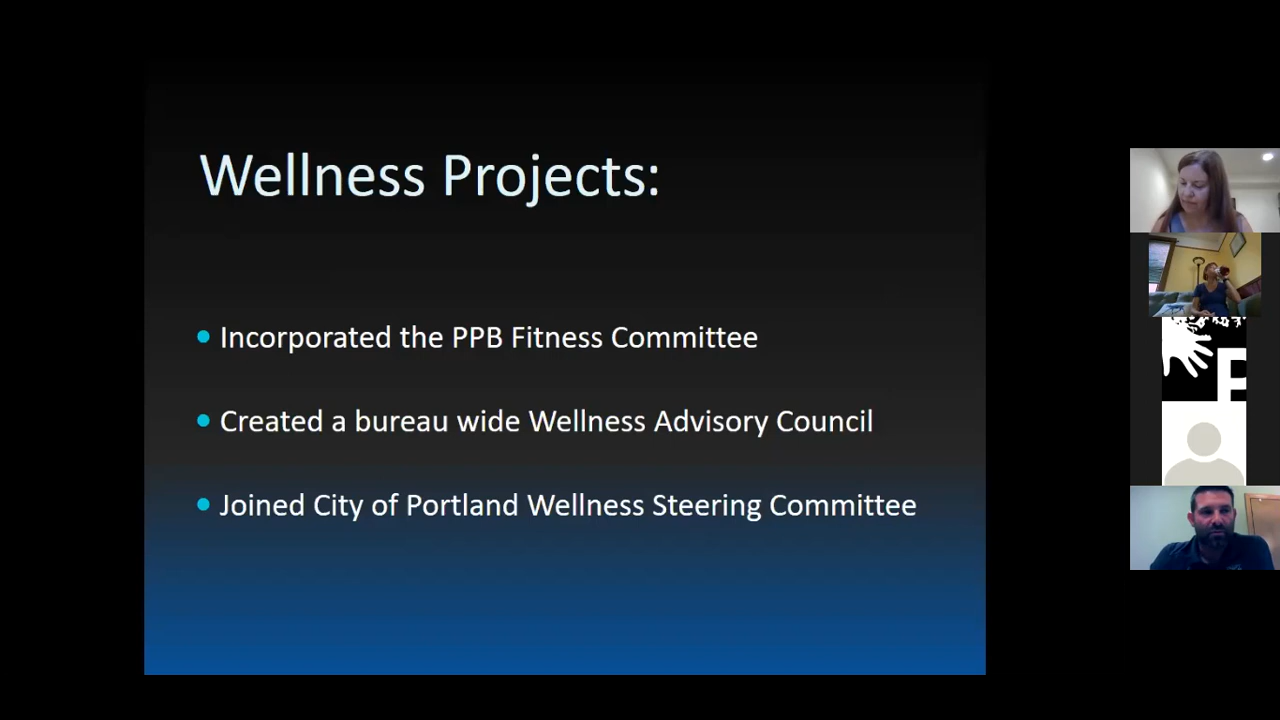 Wellness Projects:
Incorporated the PPB Fitness Committee
Created a bureau wide Wellness Advisory Council
Joined City of Portland Wellness Steering Committee
P